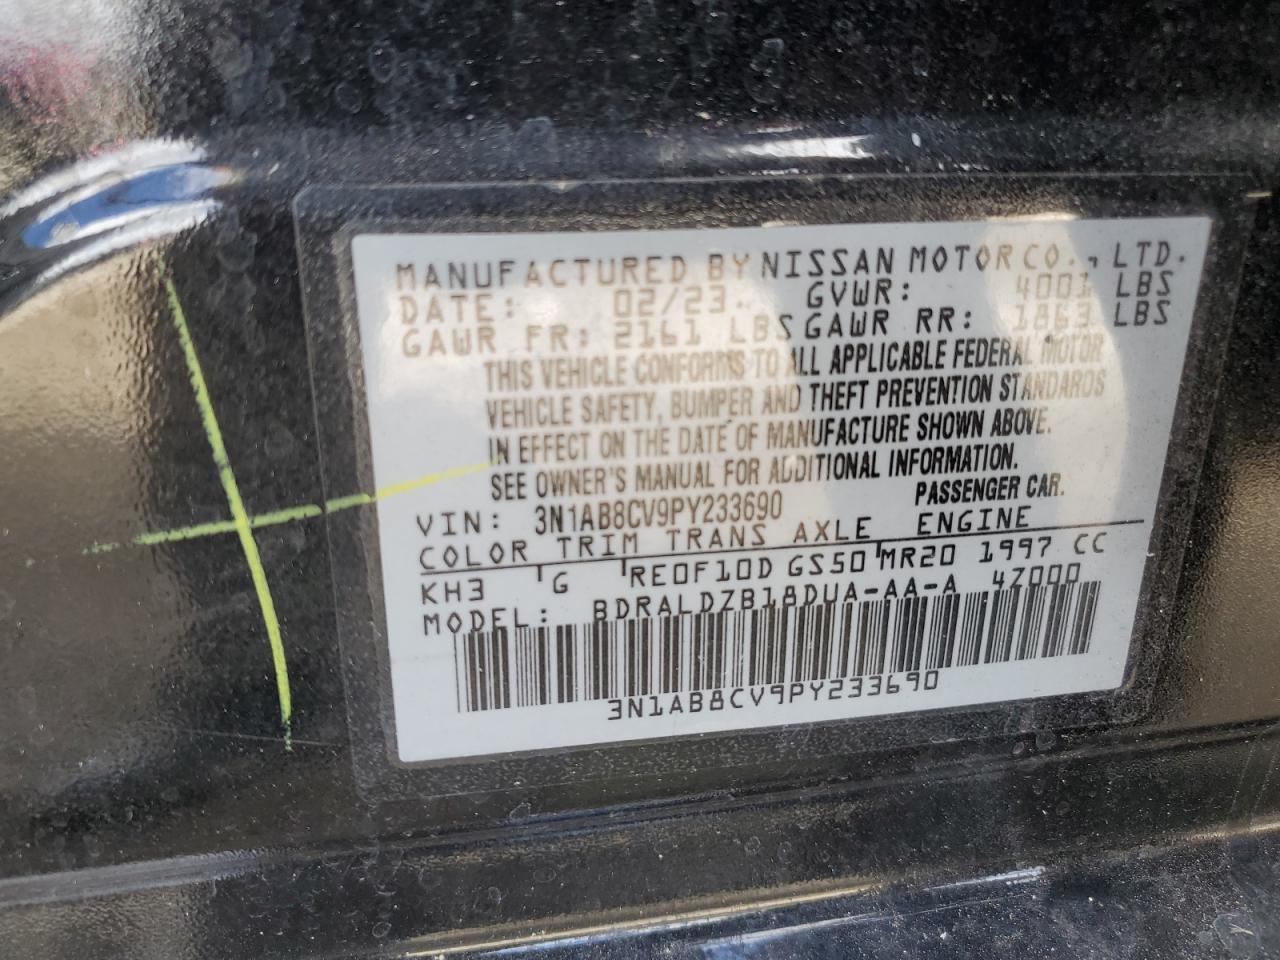 MANUFACTURED BY NISSAN MOTOR CO., LTD.
DATE: 02/23 GVWR: 4001 LBS
GAWR FR: 2161 LBS GAWR RR: 1863 LBS
THIS VEHICLE CONFORMS TO ALL APPLICABLE FEDERAL MOTOR
VEHICLE SAFETY, BUMPER AND THEFT PREVENTION STANDARDS
IN EFFECT ON THE DATE OF MANUFACTURE SHOWN ABOVE.
SEE OWNER'S MANUAL FOR ADDITIONAL INFORMATION.
VIN: 3N1AB8CV9PY233690 PASSENGER CAR.
COLOR TRIM TRANS AXLE ENGINE
KH3 G RE0F10D GS50 MR20 1997 CC
MODEL: BDRALDZB18DUA-AA-A 4Z000
3N1AB8CV9PY233690